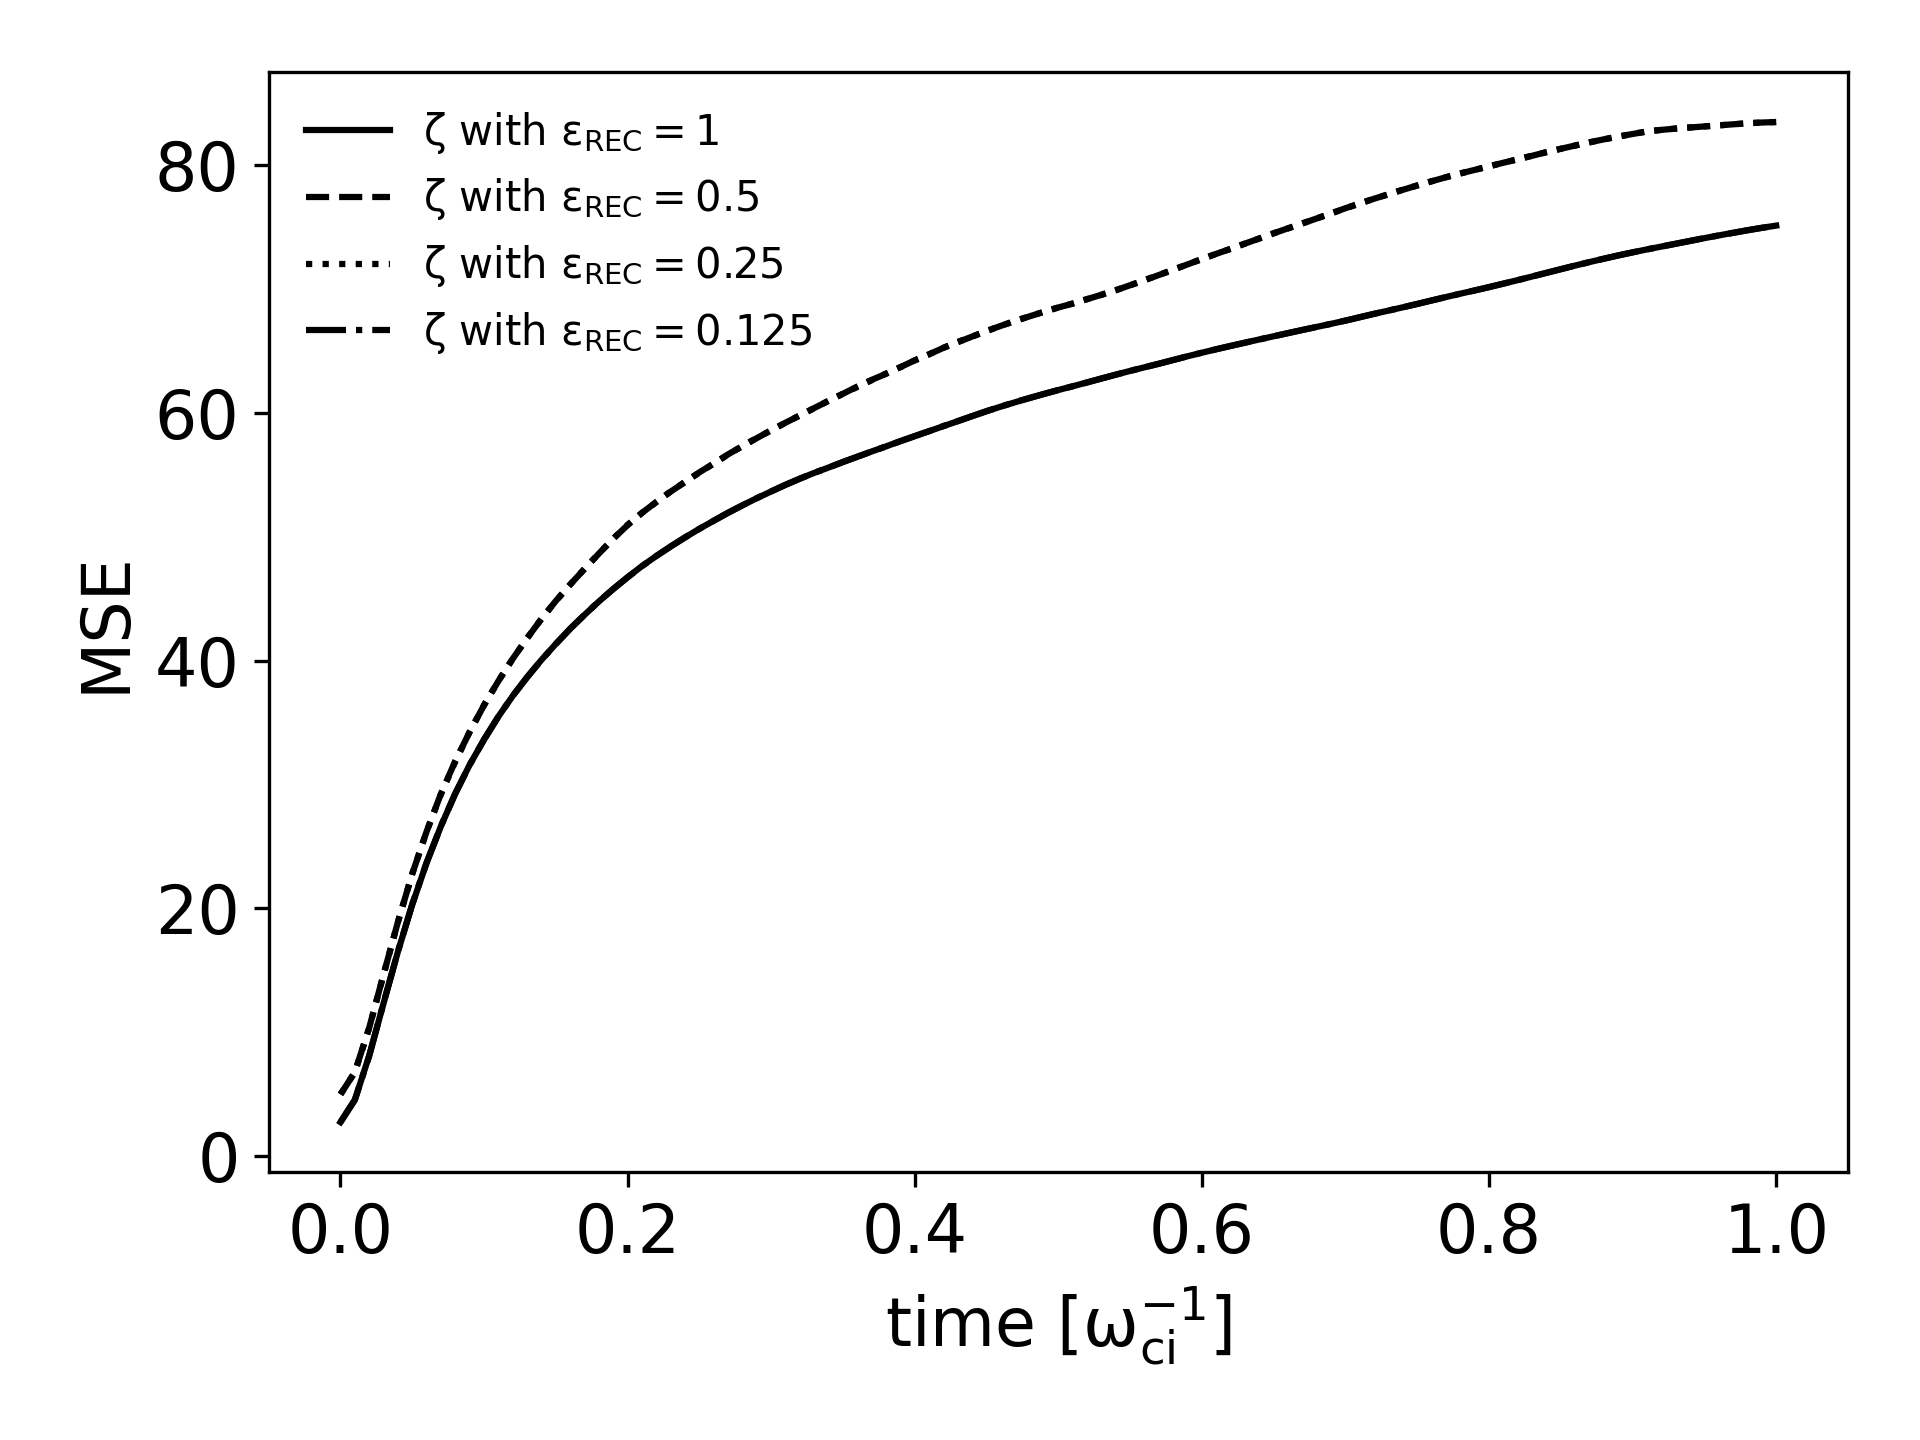 ζ with ε_REC = 1
ζ with ε_REC = 0.5
ζ with ε_REC = 0.25
ζ with ε_REC = 0.125
80
60
40
20
0
MSE
0.0 0.2 0.4 0.6 0.8 1.0
time [ω_ci^−1]